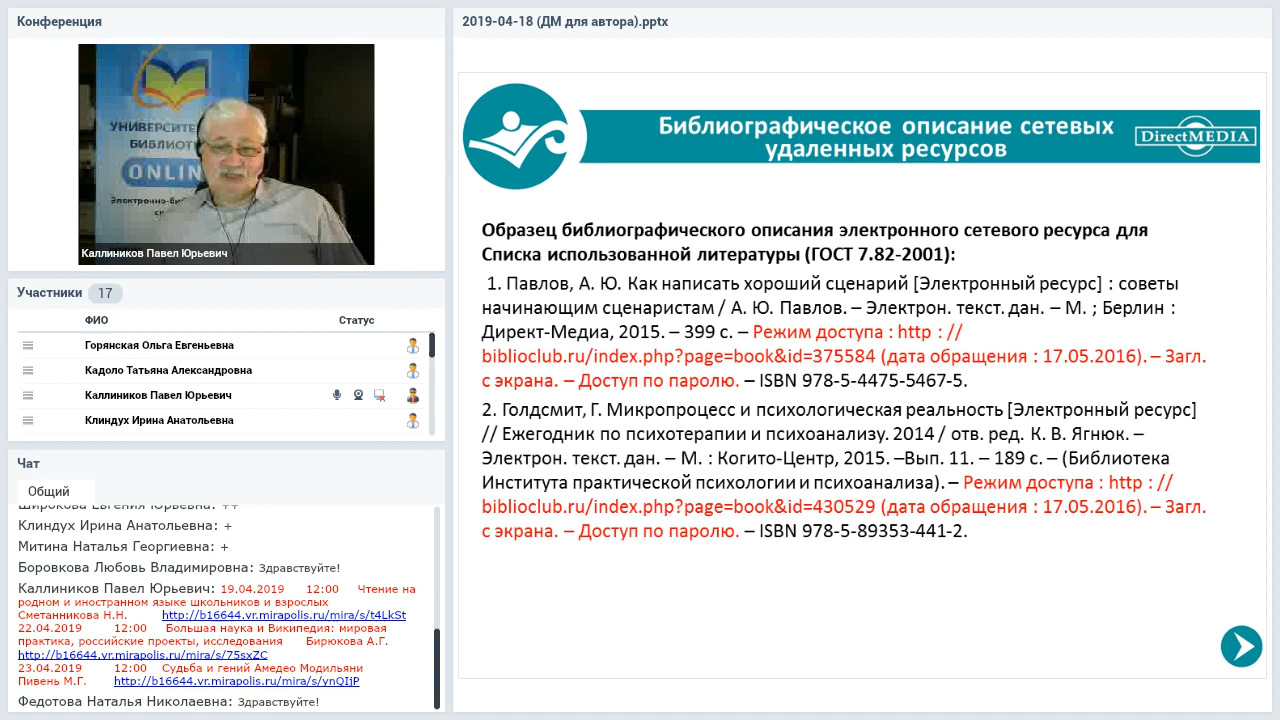 Конференция
УНИВЕРСИТЕ
БИБЛИОТ
ONLIN
Каллиников Павел Юрьевич
Участники 17
ФИО Статус
Горянская Ольга Евгеньевна
Кадоло Татьяна Александровна
Каллиников Павел Юрьевич
Клиндух Ирина Анатольевна
Чат
Общий
Широкова Евгения Юрьевна: ++
Клиндух Ирина Анатольевна: +
Митина Наталья Георгиевна: +
Боровкова Любовь Владимировна: Здравствуйте!
Каллиников Павел Юрьевич: 19.04.2019 12:00 Чтение на
родном и иностранном языке школьников и взрослых
Сметанникова Н.Н. http://b16644.vr.mirapolis.ru/mira/s/t4LkSt
22.04.2019 12:00 Большая наука и Википедия: мировая
практика, российские проекты, исследования Бирюкова А.Г.
http://b16644.vr.mirapolis.ru/mira/s/75sxZC
23.04.2019 12:00 Судьба и гений Амедео Модильяни
Пивень М.Г. http://b16644.vr.mirapolis.ru/mira/s/ynQIjP
Федотова Наталья Николаевна: Здравствуйте!
2019-04-18 (ДМ для автора).pptx
Библиографическое описание сетевых
удаленных ресурсов
DirectMEDIA
Образец библиографического описания электронного сетевого ресурса для
Списка использованной литературы (ГОСТ 7.82-2001):
1. Павлов, А. Ю. Как написать хороший сценарий [Электронный ресурс] : советы
начинающим сценаристам / А. Ю. Павлов. – Электрон. текст. дан. – М. ; Берлин :
Директ-Медиа, 2015. – 399 с. – Режим доступа : http : //
biblioclub.ru/index.php?page=book&id=375584 (дата обращения : 17.05.2016). – Загл.
с экрана. – Доступ по паролю. – ISBN 978-5-4475-5467-5.
2. Голдсмит, Г. Микропроцесс и психологическая реальность [Электронный ресурс]
// Ежегодник по психотерапии и психоанализу. 2014 / отв. ред. К. В. Ягнюк. –
Электрон. текст. дан. – М. : Когито-Центр, 2015. –Вып. 11. – 189 с. – (Библиотека
Института практической психологии и психоанализа). – Режим доступа : http : //
biblioclub.ru/index.php?page=book&id=430529 (дата обращения : 17.05.2016). – Загл.
с экрана. – Доступ по паролю. – ISBN 978-5-89353-441-2.